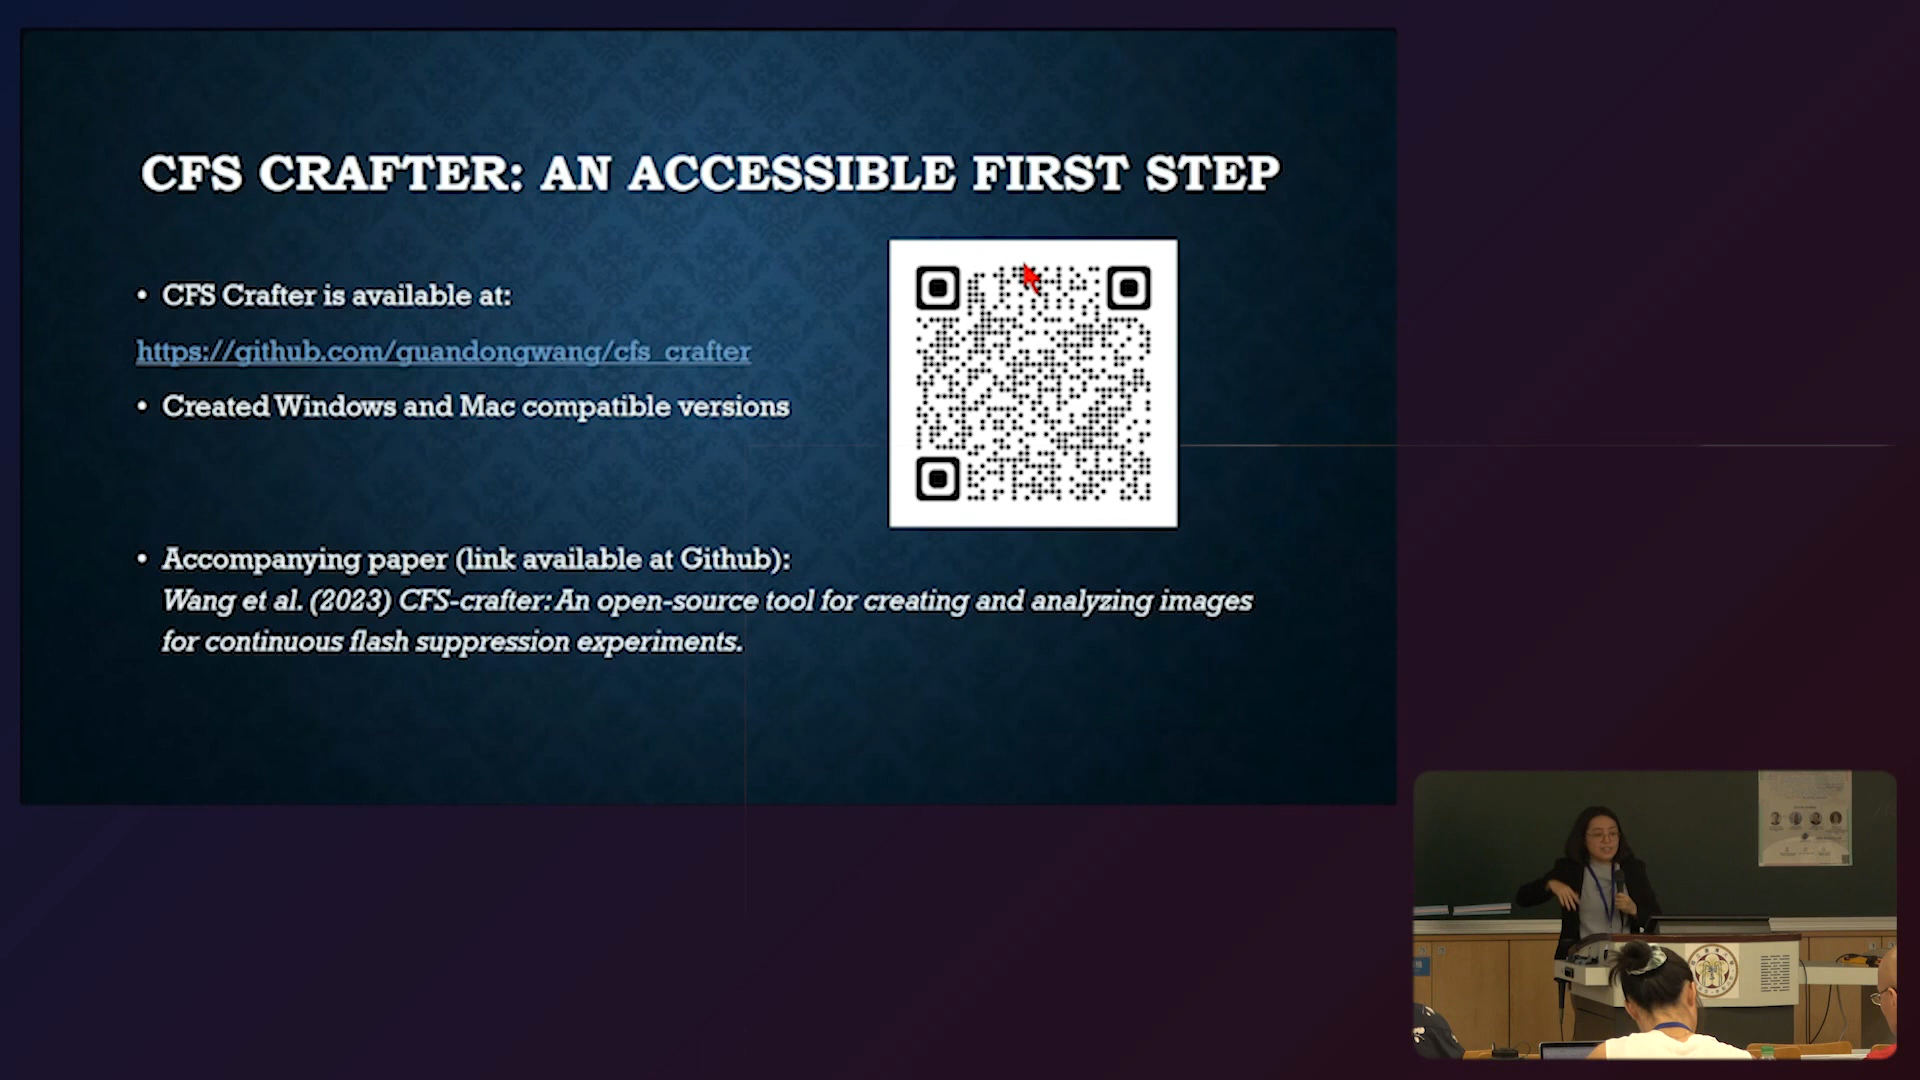 CFS CRAFTER: AN ACCESSIBLE FIRST STEP
• CFS Crafter is available at:
https://github.com/guandongwang/cfs_crafter
• Created Windows and Mac compatible versions
• Accompanying paper (link available at Github):
Wang et al. (2023) CFS-crafter: An open-source tool for creating and analyzing images
for continuous flash suppression experiments.